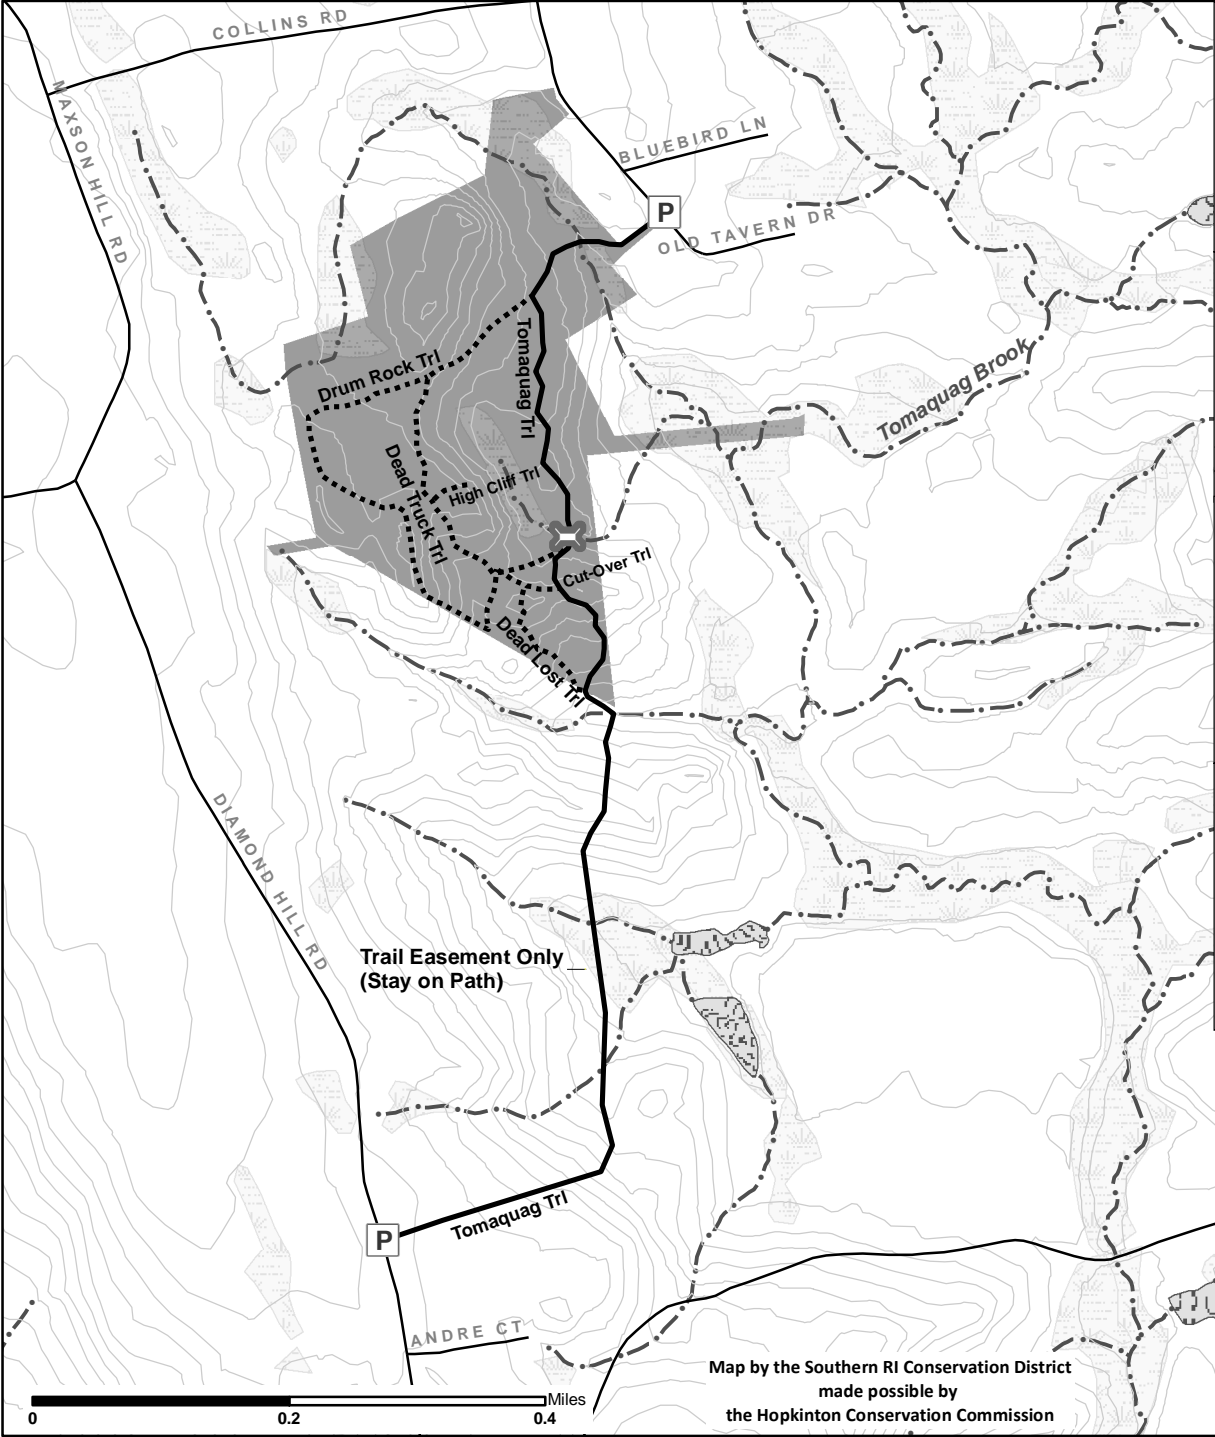 COLLINS RD
MAXSON HILL RD
BLUEBIRD LN
P
OLD TAVERN DR
Tomaquag Trl
Drum Rock Trl
Tomaquag Brook
Dead Truck Trl
High Cliff Trl
Cut-Over Trl
Dead Lost Trl
DIAMOND HILL RD
Trail Easement Only
(Stay on Path)
Tomaquag Trl
P
ANDRE CT
Miles
0 0.2 0.4
Map by the Southern RI Conservation District
made possible by
the Hopkinton Conservation Commission